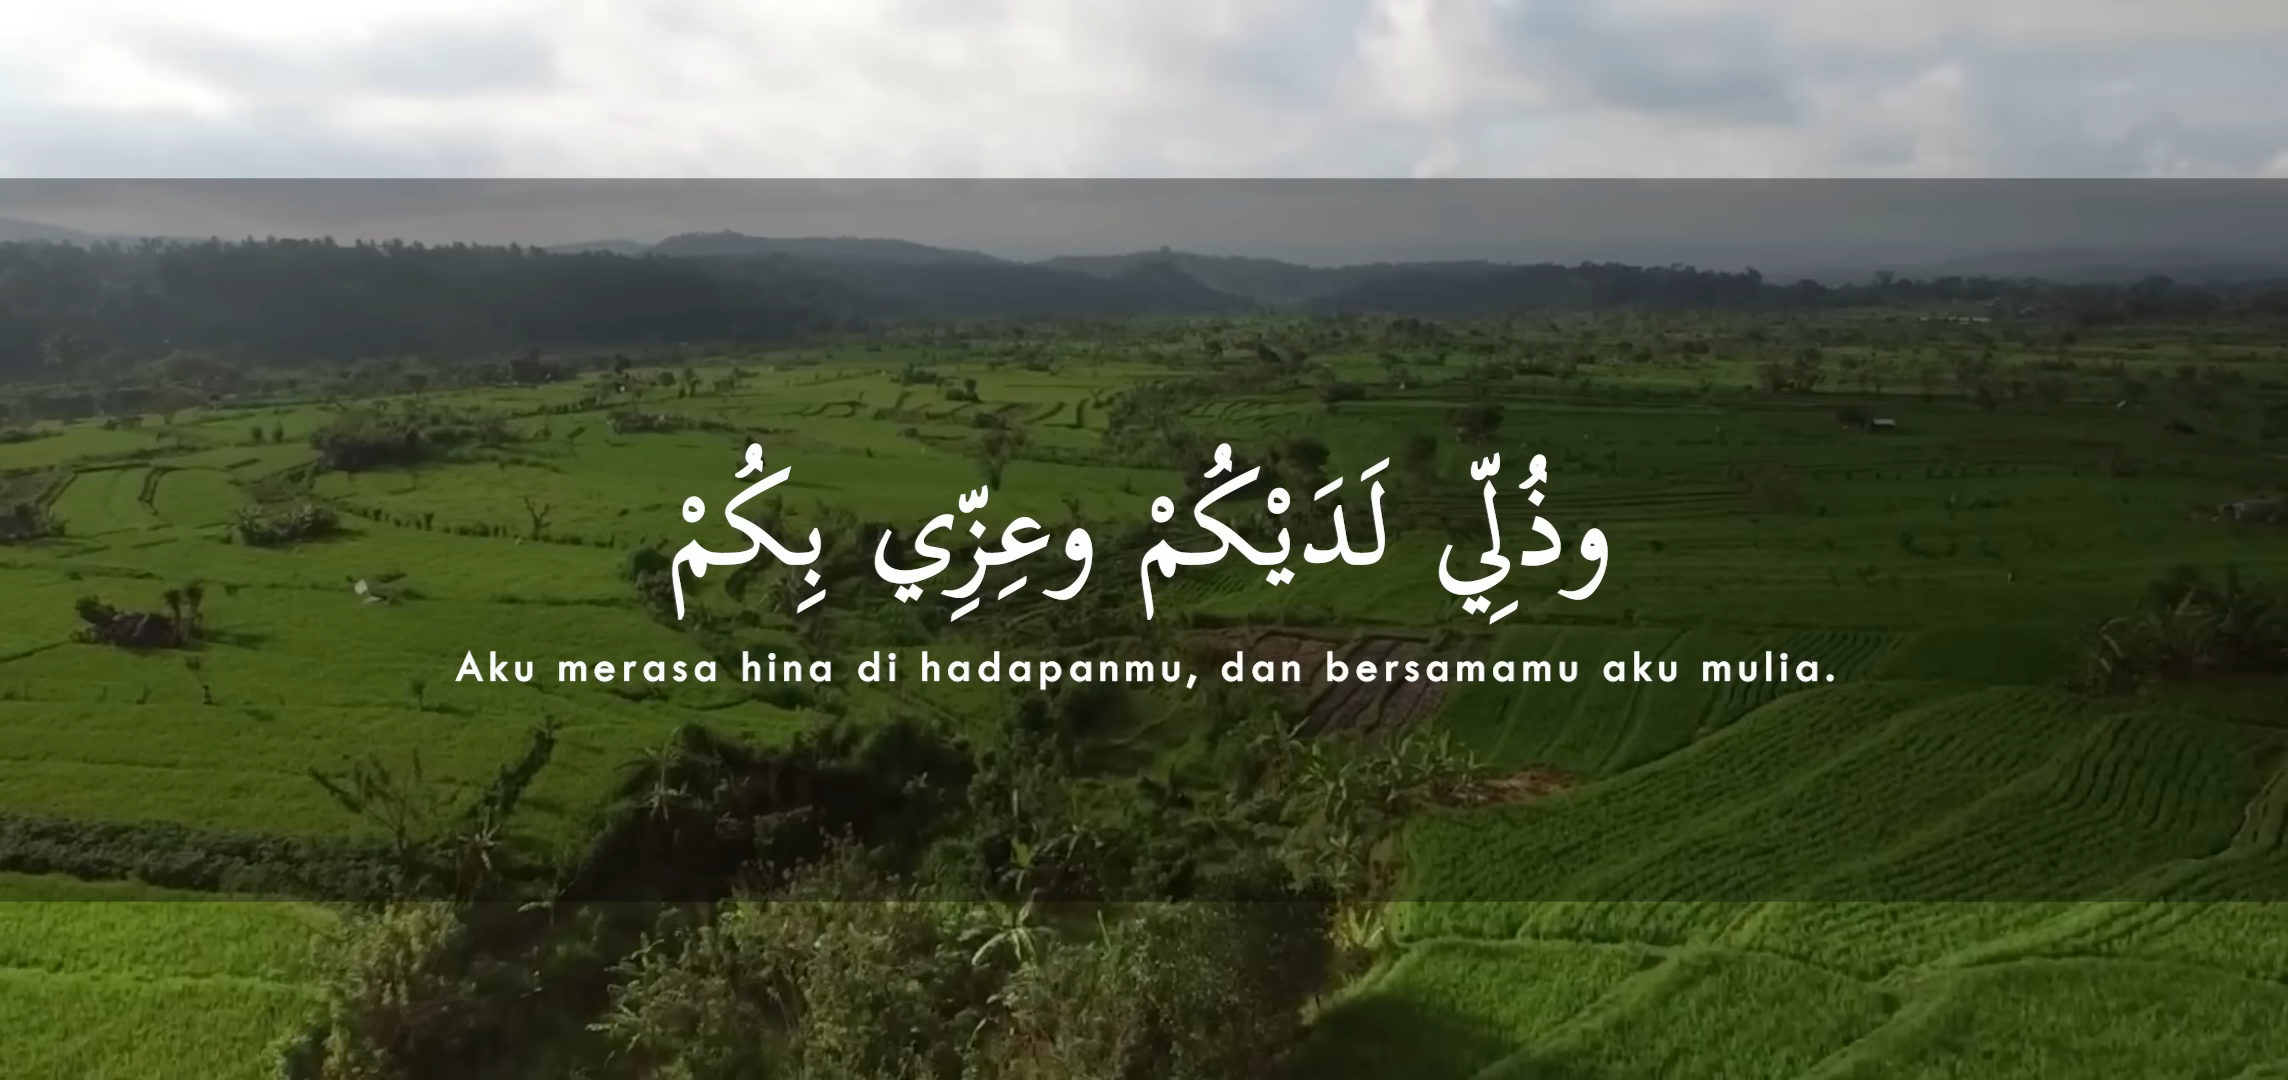 وذُلِّي لَدَيْكُمْ وعِزِّي بِكُمْ
Aku merasa hina di hadapanmu, dan bersamamu aku mulia.